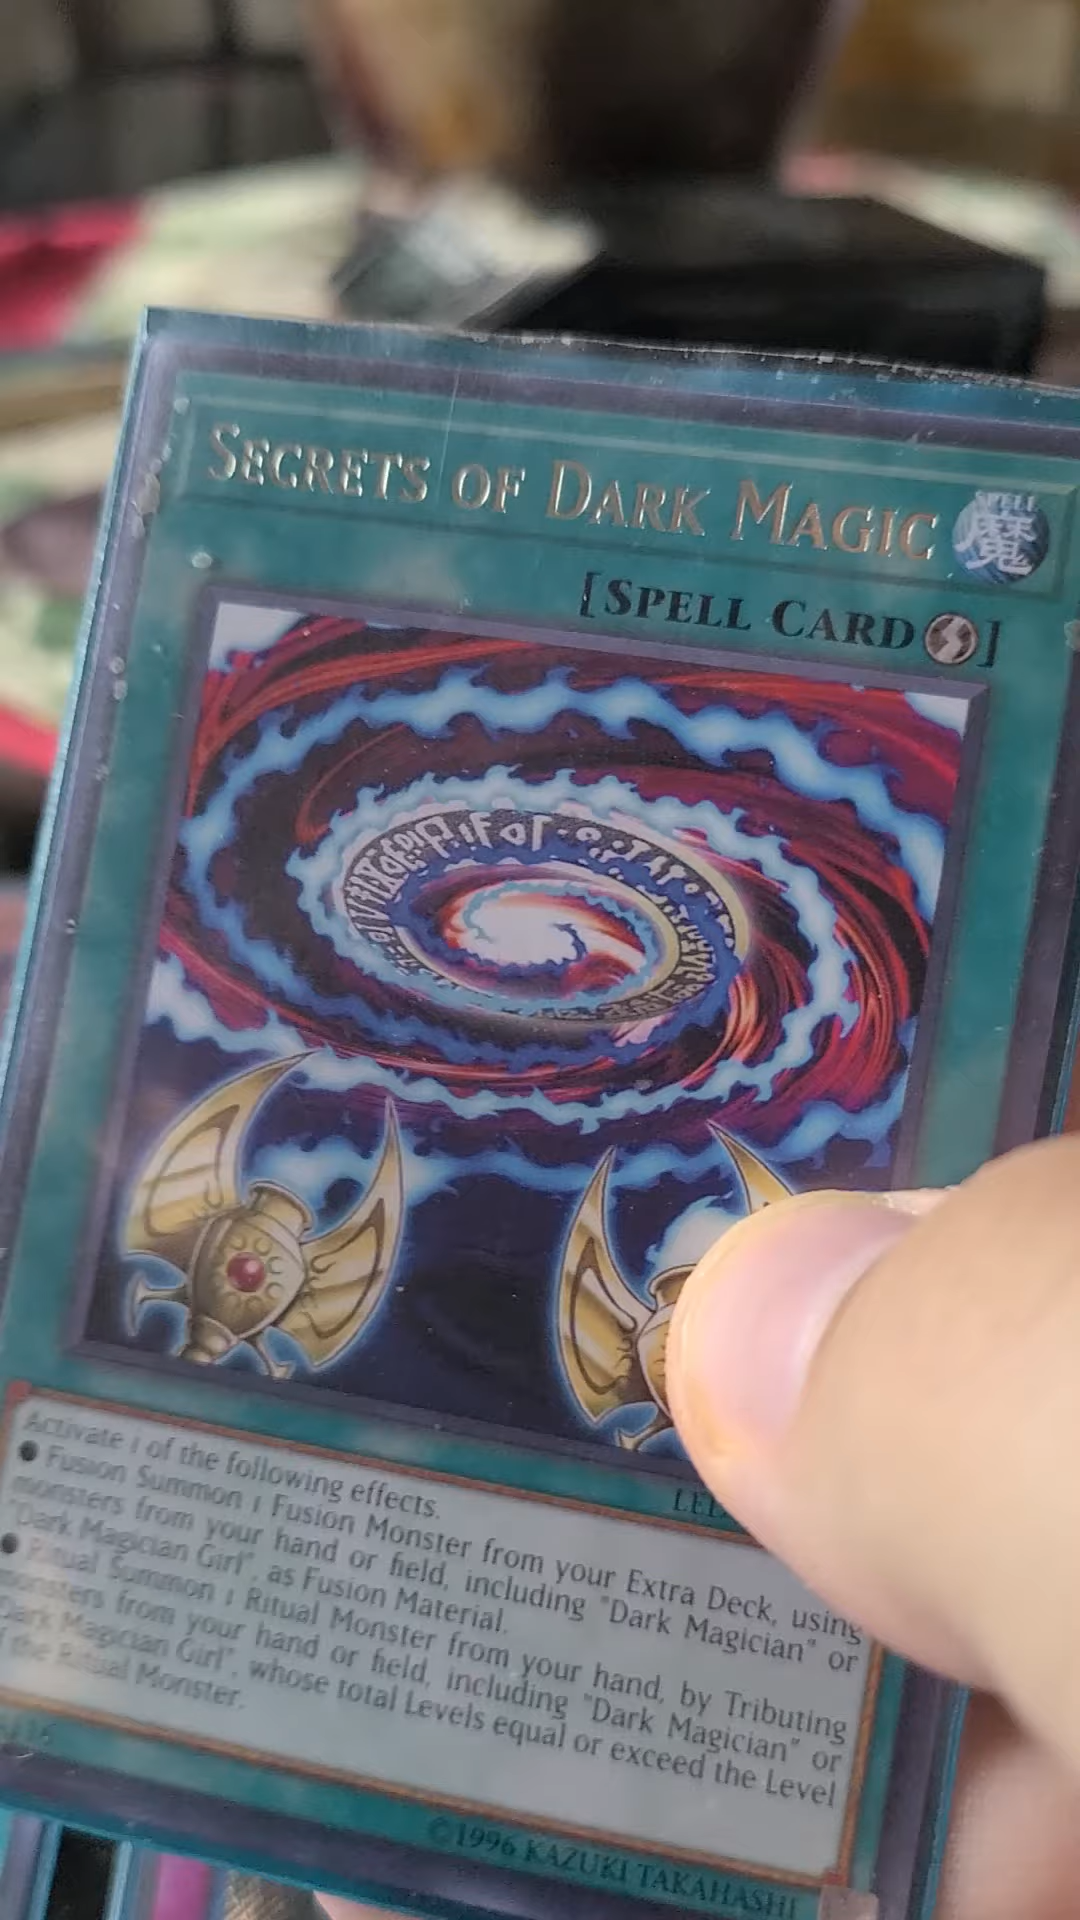 SECRETS OF DARK MAGIC
SPELL
魔
[SPELL CARD]
LED
Activate 1 of the following effects.
● Fusion Summon 1 Fusion Monster from your Extra Deck, using
monsters from your hand or field, including "Dark Magician" or
"Dark Magician Girl", as Fusion Material.
● Ritual Summon 1 Ritual Monster from your hand, by Tributing
monsters from your hand or field, including "Dark Magician" or
Dark Magician Girl", whose total Levels equal or exceed the Level
the Ritual Monster.
©1996 KAZUKI TAKAHASHI